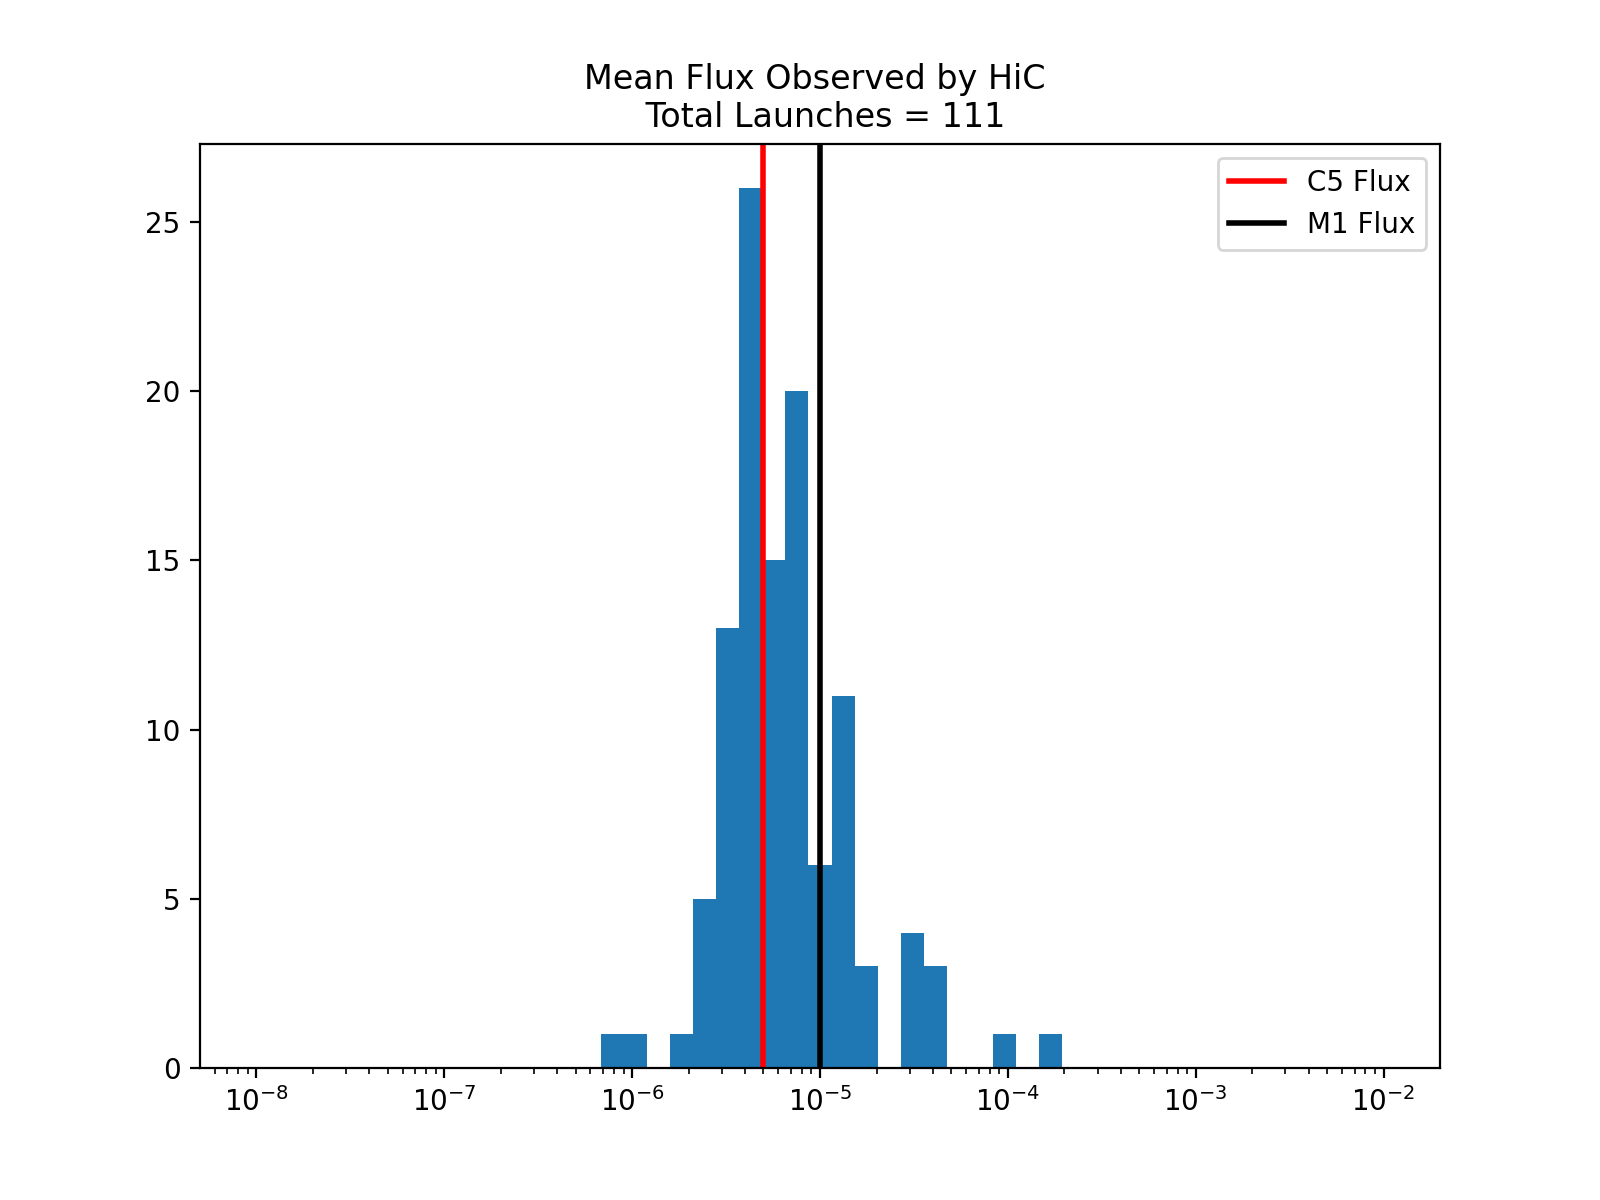 Mean Flux Observed by HiC
Total Launches = 111
C5 Flux
M1 Flux
25
20
15
10
5
0
10⁻⁸ 10⁻⁷ 10⁻⁶ 10⁻⁵ 10⁻⁴ 10⁻³ 10⁻²